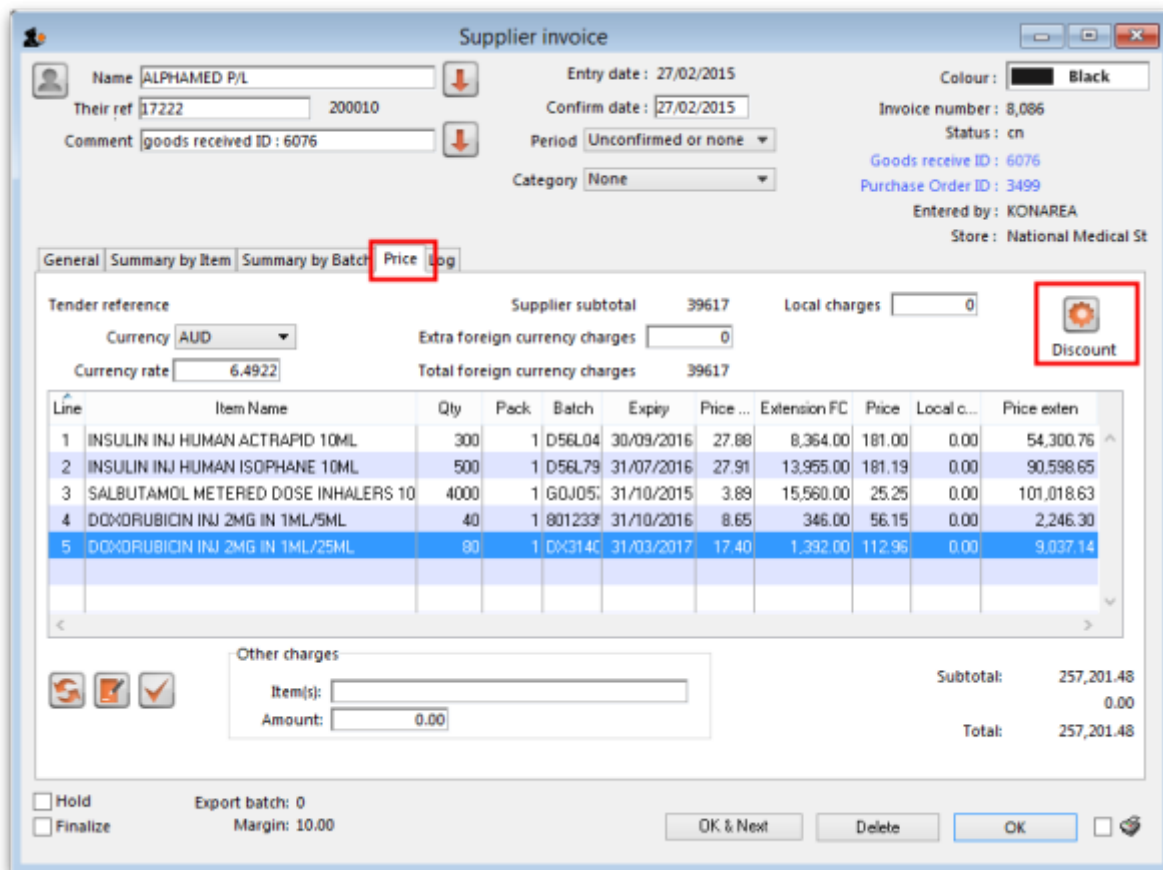 Supplier invoice
Name ALPHAMED P/L Entry date : 27/02/2015 Colour : Black
Their ref 17222 200010 Confirm date : 27/02/2015 Invoice number : 8,086
Comment goods received ID : 6076 Period Unconfirmed or none Status : cn
Goods receive ID : 6076
Category None Purchase Order ID : 3499
Entered by : KONAREA
Store : National Medical St
General Summary by Item Summary by Batch Price Log
Tender reference Supplier subtotal 39617 Local charges 0
Currency AUD Extra foreign currency charges 0 Discount
Currency rate 6.4922 Total foreign currency charges 39617
Line Item Name Qty Pack Batch Expiry Price ... Extension FC Price Local c... Price exten
1 INSULIN INJ HUMAN ACTRAPID 10ML 300 1 D56L04 30/09/2016 27.88 8,364.00 181.00 0.00 54,300.76
2 INSULIN INJ HUMAN ISOPHANE 10ML 500 1 D56L79 31/07/2016 27.91 13,955.00 181.19 0.00 90,598.65
3 SALBUTAMOL METERED DOSE INHALERS 10 4000 1 GOJ05 31/10/2015 3.89 15,560.00 25.25 0.00 101,018.63
4 DOXORUBICIN INJ 2MG IN 1ML/5ML 40 1 801233 31/10/2016 8.65 346.00 56.15 0.00 2,246.30
5 DOXORUBICIN INJ 2MG IN 1ML/25ML 80 1 DX314C 31/03/2017 17.40 1,392.00 112.96 0.00 9,037.14
Other charges
Item(s): Subtotal: 257,201.48
0.00
Amount: 0.00 Total: 257,201.48
Hold Export batch: 0
Finalize Margin: 10.00 OK & Next Delete OK